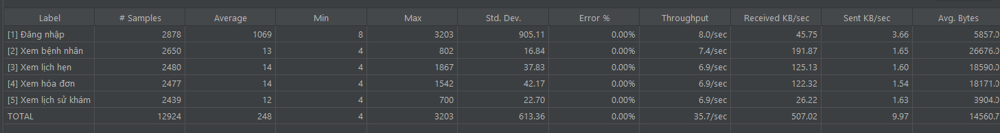 Label # Samples Average Min Max Std. Dev. Error % Throughput Received KB/sec Sent KB/sec Avg. Bytes
[1] Đăng nhập 2878 1069 8 3203 905.11 0.00% 8.0/sec 45.75 3.66 5857.0
[2] Xem bệnh nhân 2650 13 4 802 16.84 0.00% 7.4/sec 191.87 1.65 26676.0
[3] Xem lịch hẹn 2480 14 4 1867 37.83 0.00% 6.9/sec 125.13 1.60 18590.0
[4] Xem hóa đơn 2477 14 4 1542 42.17 0.00% 6.9/sec 122.32 1.54 18171.0
[5] Xem lịch sử khám 2439 12 4 700 22.70 0.00% 6.9/sec 26.22 1.63 3904.0
TOTAL 12924 248 4 3203 613.36 0.00% 35.7/sec 507.02 9.97 14560.7